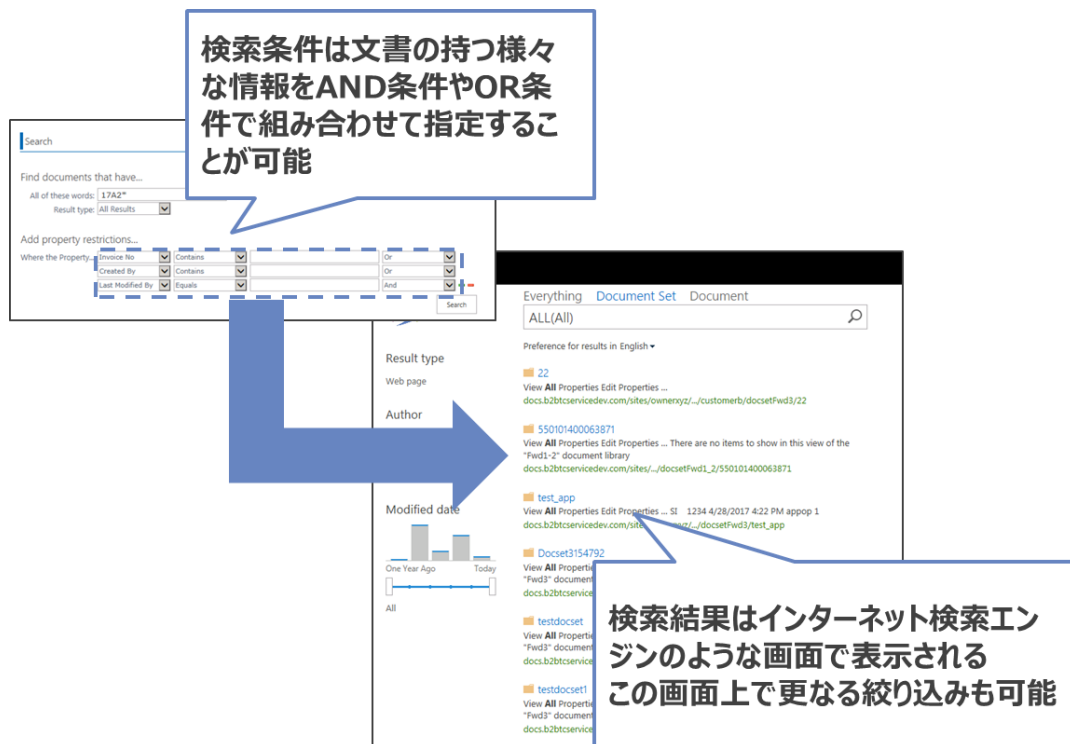 検索条件は文書の持つ様々
な情報をAND条件やOR条
件で組み合わせて指定するこ
とが可能
Search
Find documents that have...
All of these words: 17A2*
Result type: All Results
Add property restrictions...
Where the Property... Invoice No Contains Or
Created By Contains Or
Last Modified By Equals And
Search
Everything Document Set Document
ALL(All)
Preference for results in English
Result type
Web page
Author
Modified date
One Year Ago Today
All
22
View All Properties Edit Properties ...
docs.b2btcservicedev.com/sites/ownerxyz/.../customerb/docsetFwd3/22
550101400063871
View All Properties Edit Properties ... There are no items to show in this view of the
"Fwd1-2" document library
docs.b2btcservicedev.com/sites/.../docsetFwd1_2/550101400063871
test_app
View All Properties Edit Properties ... SI 1234 4/28/2017 4:22 PM appop 1
docs.b2btcservicedev.com/ xyz/.../docsetFwd3/test_app
Docset3154792
View All
"Fwd3" document
testdocset
View All
"Fwd3" document
docs.b2btcservice
testdocset1
View All
"Fwd3" document
docs.b2btcservice
検索結果はインターネット検索エン
ジンのような画面で表示される
この画面上で更なる絞り込みも可能